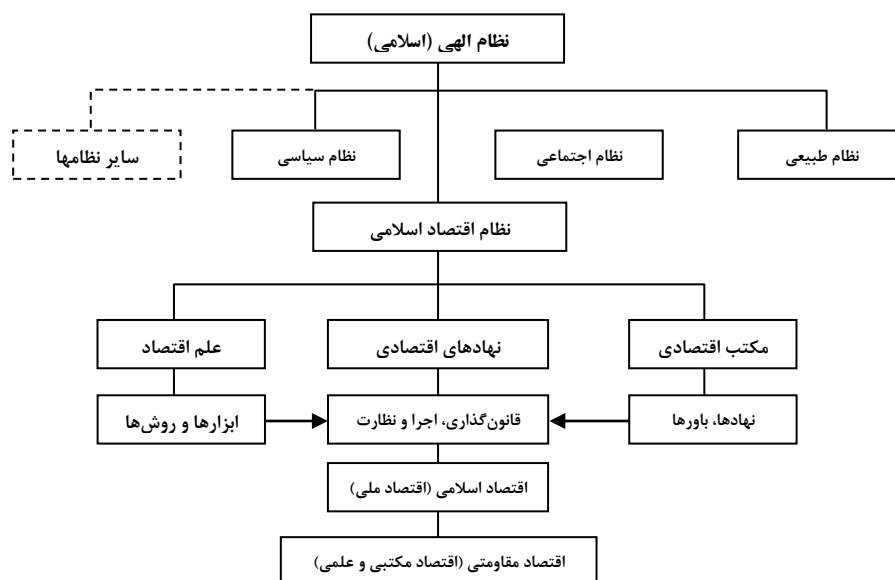 نظام الهی (اسلامی)
نظام طبیعی
نظام اجتماعی
نظام سیاسی
سایر نظامها
نظام اقتصاد اسلامی
مکتب اقتصادی
نهادهای اقتصادی
علم اقتصاد
نهادها، باورها
قانون‌گذاری، اجرا و نظارت
ابزارها و روش‌ها
اقتصاد اسلامی (اقتصاد ملی)
اقتصاد مقاومتی (اقتصاد مکتبی و علمی)